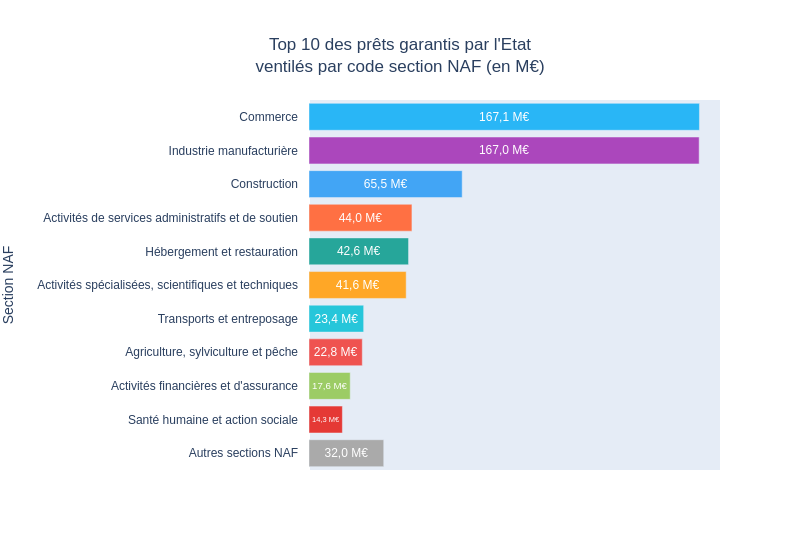 Top 10 des prêts garantis par l'Etat
ventilés par code section NAF (en M€)
Section NAF
Commerce 167,1 M€
Industrie manufacturière 167,0 M€
Construction 65,5 M€
Activités de services administratifs et de soutien 44,0 M€
Hébergement et restauration 42,6 M€
Activités spécialisées, scientifiques et techniques 41,6 M€
Transports et entreposage 23,4 M€
Agriculture, sylviculture et pêche 22,8 M€
Activités financières et d'assurance 17,6 M€
Santé humaine et action sociale 14,3 M€
Autres sections NAF 32,0 M€